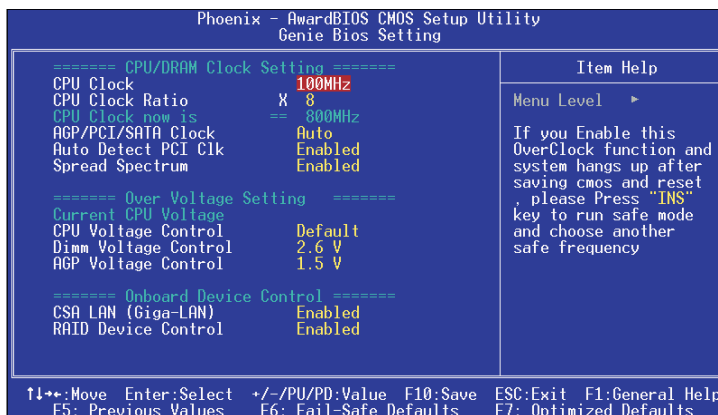 Phoenix - AwardBIOS CMOS Setup Utility
Genie Bios Setting
======= CPU/DRAM Clock Setting =======
CPU Clock 100MHz
CPU Clock Ratio X 8
CPU Clock now is == 800MHz
AGP/PCI/SATA Clock Auto
Auto Detect PCI Clk Enabled
Spread Spectrum Enabled
======= Over Voltage Setting =======
Current CPU Voltage
CPU Voltage Control Default
Dimm Voltage Control 2.6 V
AGP Voltage Control 1.5 V
======= Onboard Device Control =======
CSA LAN (Giga-LAN) Enabled
RAID Device Control Enabled
Item Help
Menu Level ▸
If you Enable this
OverClock function and
system hangs up after
saving cmos and reset
, please Press "INS"
key to run safe mode
and choose another
safe frequency
↑↓→←:Move Enter:Select +/-/PU/PD:Value F10:Save ESC:Exit F1:General Help
F5: Previous Values F6: Fail-Safe Defaults F7: Optimized Defaults